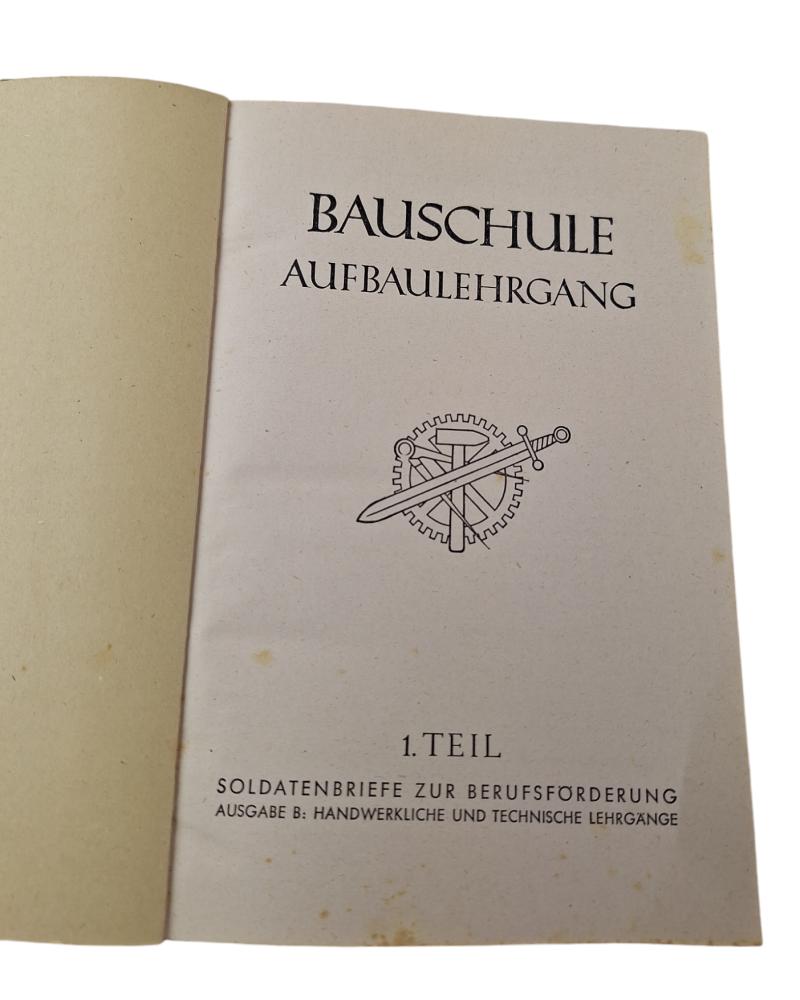 BAUSCHULE
AUFBAULEHRGANG
1. TEIL
SOLDATENBRIEFE ZUR BERUFSFÖRDERUNG
AUSGABE B: HANDWERKLICHE UND TECHNISCHE LEHRGÄNGE